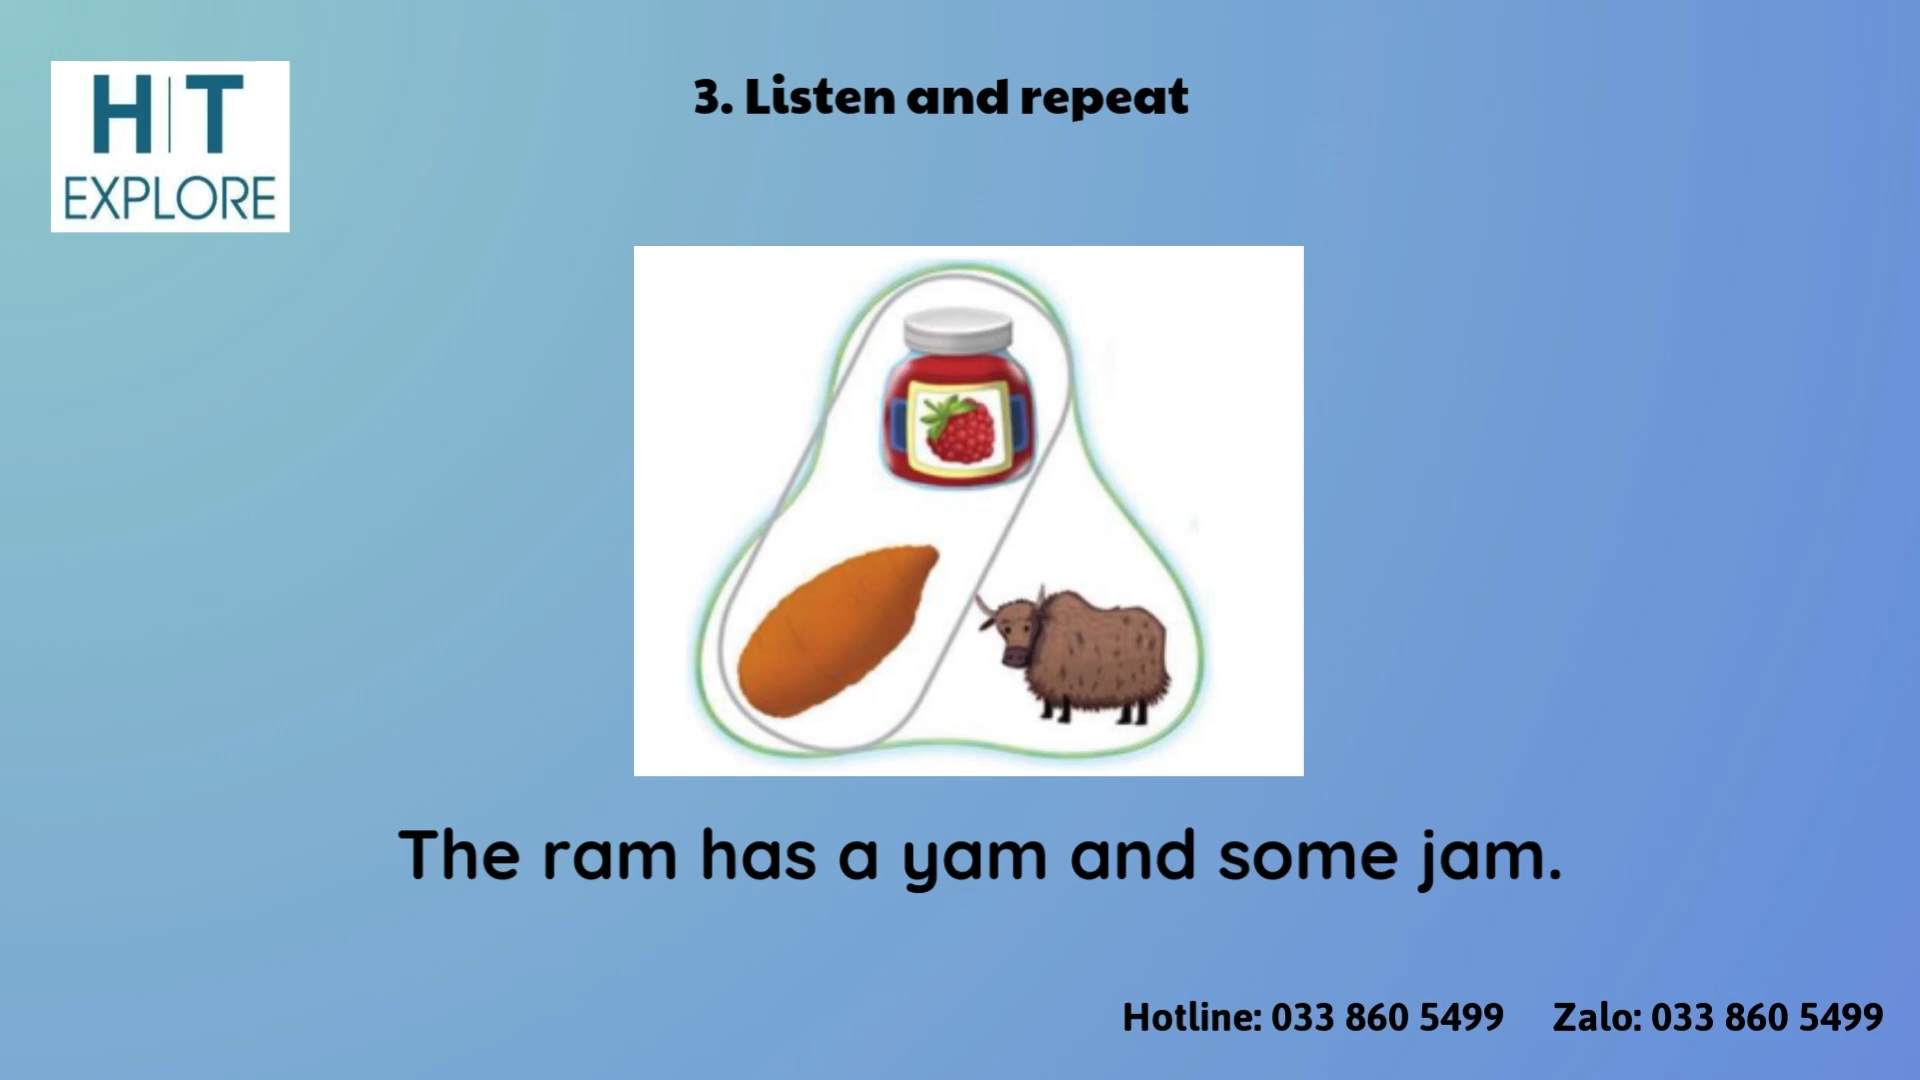 H|T
EXPLORE
3. Listen and repeat
The ram has a yam and some jam.
Hotline: 033 860 5499 Zalo: 033 860 5499